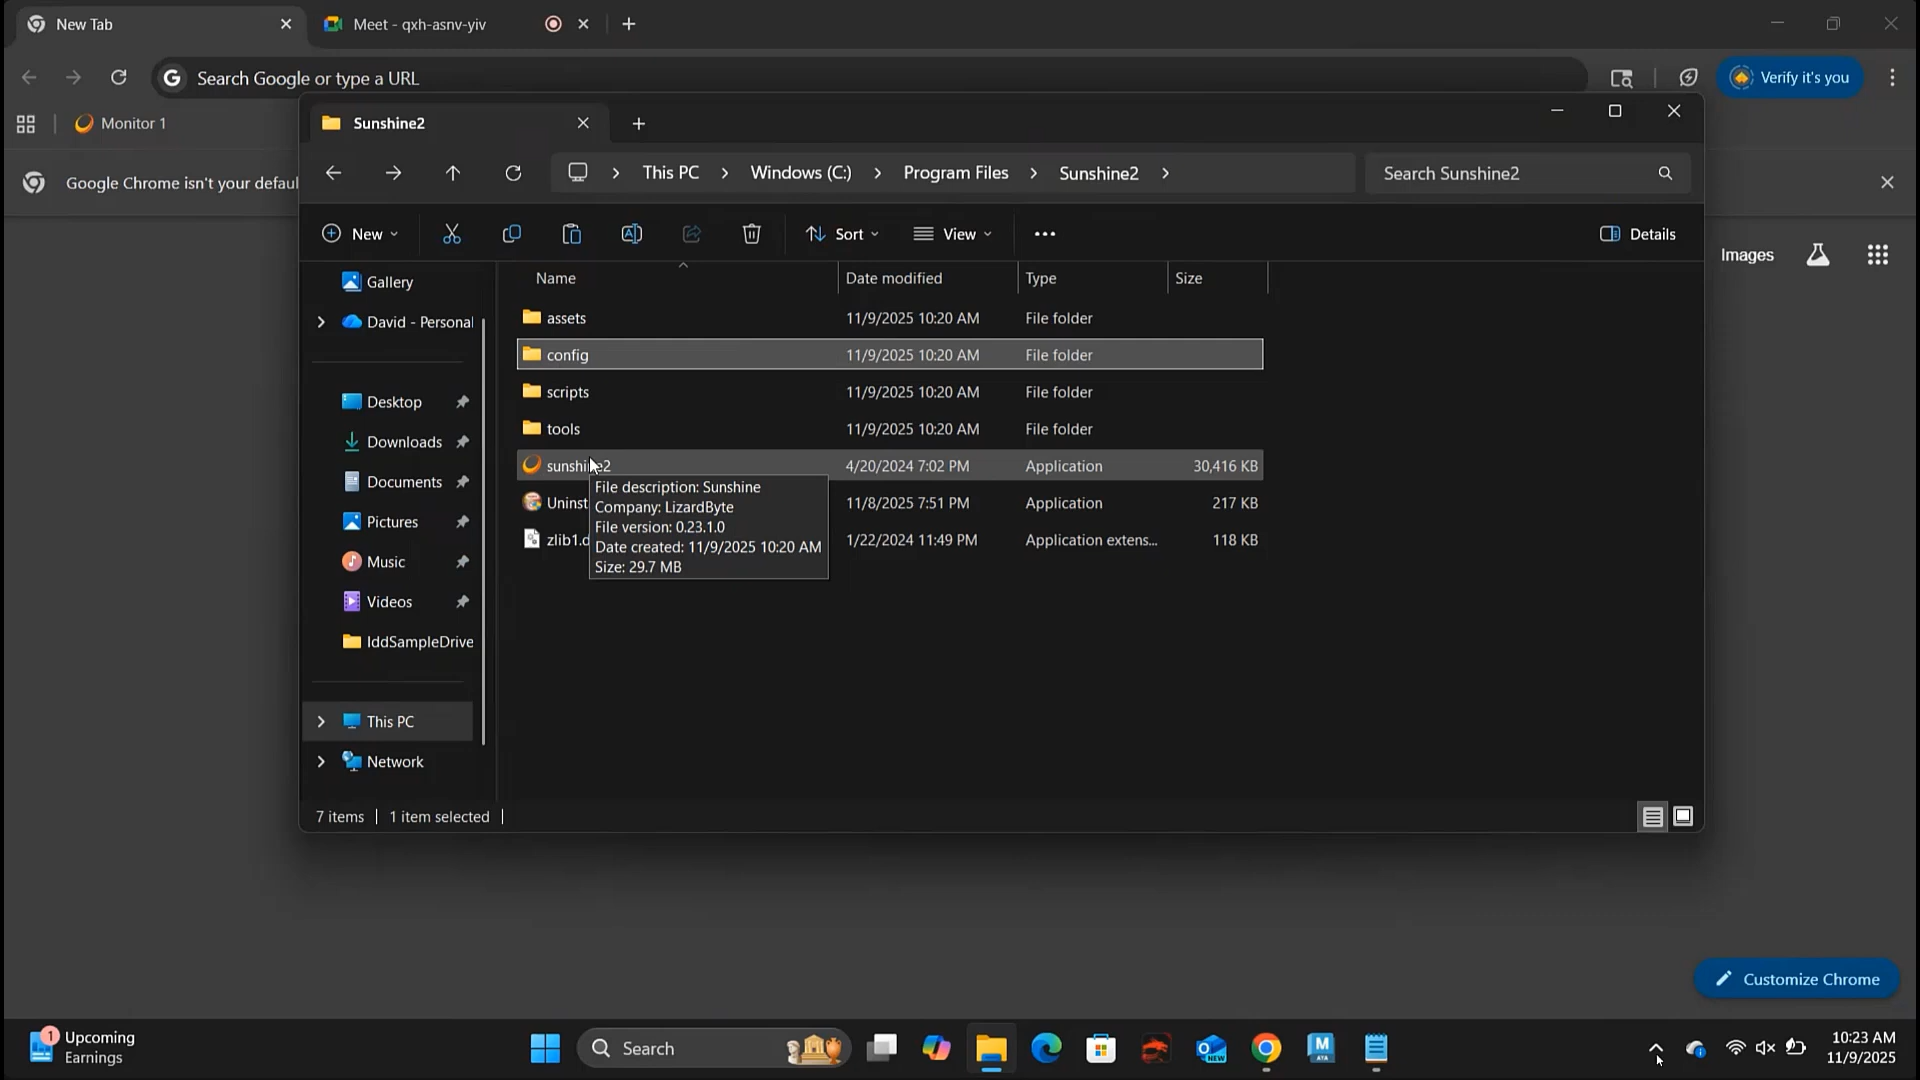 New Tab
Meet - qxh-asnv-yiv
Search Google or type a URL
Verify it's you
Monitor 1
Sunshine2
Google Chrome isn't your defaul
This PC
Windows (C:)
Program Files
Sunshine2
Search Sunshine2
New
Sort
View
Details
Images
Name
Date modified
Type
Size
Gallery
David - Personal
Desktop
Downloads
Documents
Pictures
Music
Videos
IddSampleDrive
This PC
Network
assets 11/9/2025 10:20 AM File folder
config 11/9/2025 10:20 AM File folder
scripts 11/9/2025 10:20 AM File folder
tools 11/9/2025 10:20 AM File folder
sunshine2 4/20/2024 7:02 PM Application 30,416 KB
Uninst 11/8/2025 7:51 PM Application 217 KB
zlib1.d 1/22/2024 11:49 PM Application extens... 118 KB
File description: Sunshine
Company: LizardByte
File version: 0.23.1.0
Date created: 11/9/2025 10:20 AM
Size: 29.7 MB
7 items
1 item selected
Customize Chrome
1
Upcoming
Earnings
Search
NEW
M
ATA
10:23 AM
11/9/2025